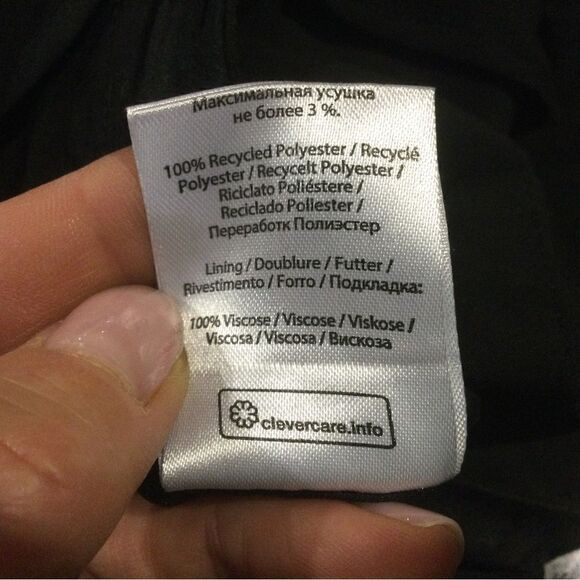 Максимальная усушка
не более 3 %.
100% Recycled Polyester / Recyclé
Polyester / Recycelt Polyester /
Riciclato Poliéstere /
Reciclado Poliester /
Переработк Полиэстер
Lining / Doublure / Futter /
Rivestimento / Forro / Подкладка:
100% Viscose / Viscose / Viskose /
Viscosa / Viscosa / Вискоза
clevercare.info